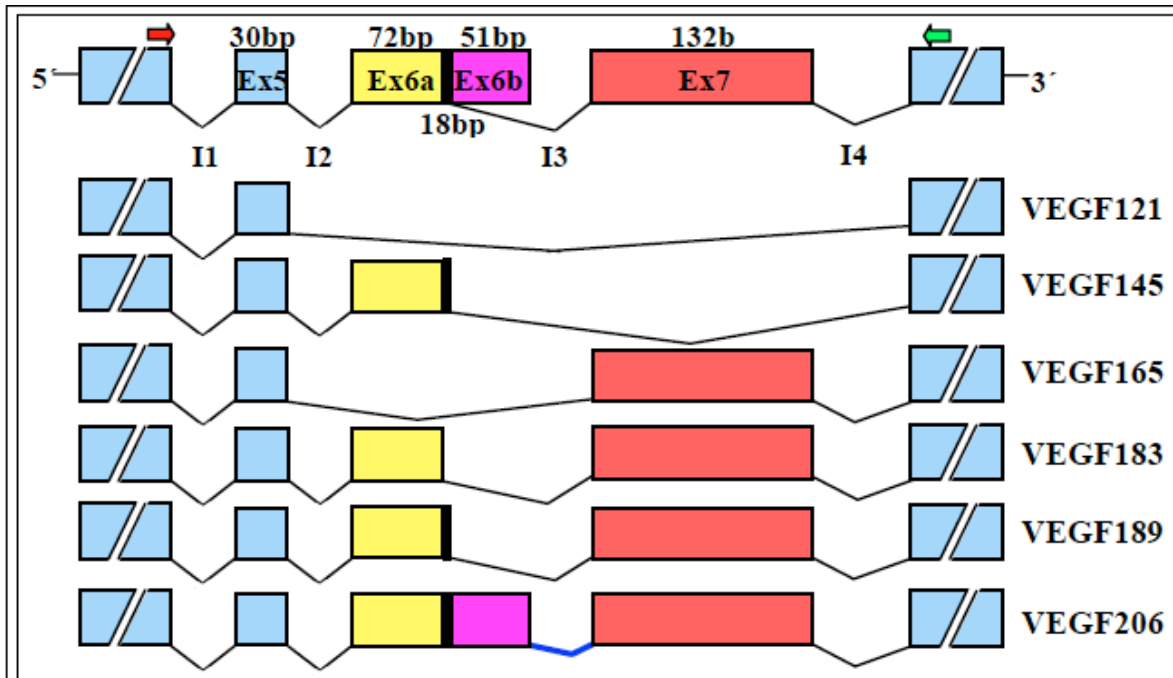 30bp 72bp 51bp 132b
5´ Ex5 Ex6a Ex6b Ex7 3´
18bp
I1 I2 I3 I4
VEGF121
VEGF145
VEGF165
VEGF183
VEGF189
VEGF206